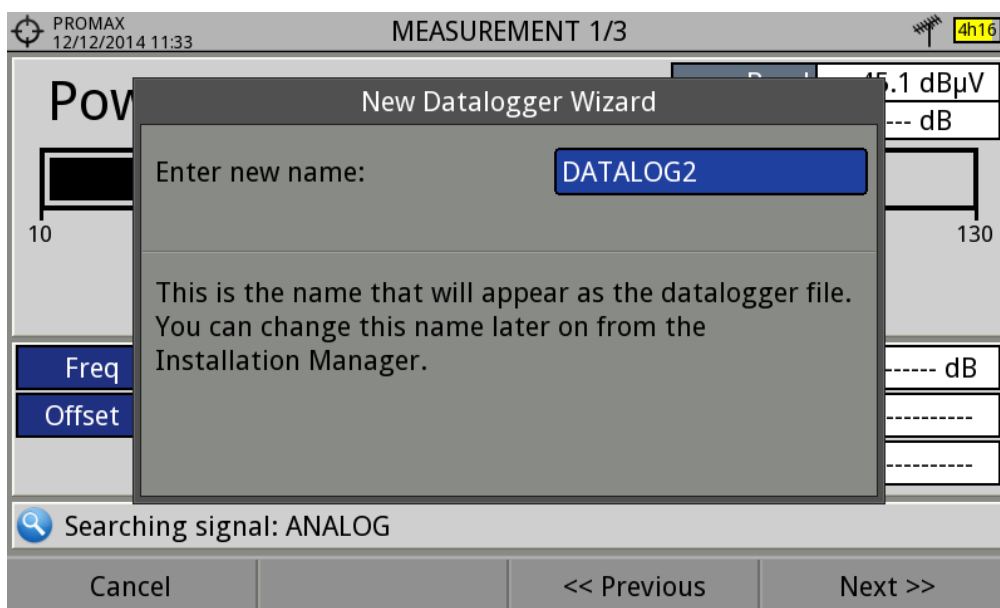 PROMAX
12/12/2014 11:33
MEASUREMENT 1/3
4h16
New Datalogger Wizard
.1 dBµV
--- dB
Enter new name:
DATALOG2
10
130
This is the name that will appear as the datalogger file.
You can change this name later on from the
Installation Manager.
Freq
------ dB
Offset
----------
----------
Searching signal: ANALOG
Cancel
<< Previous
Next >>